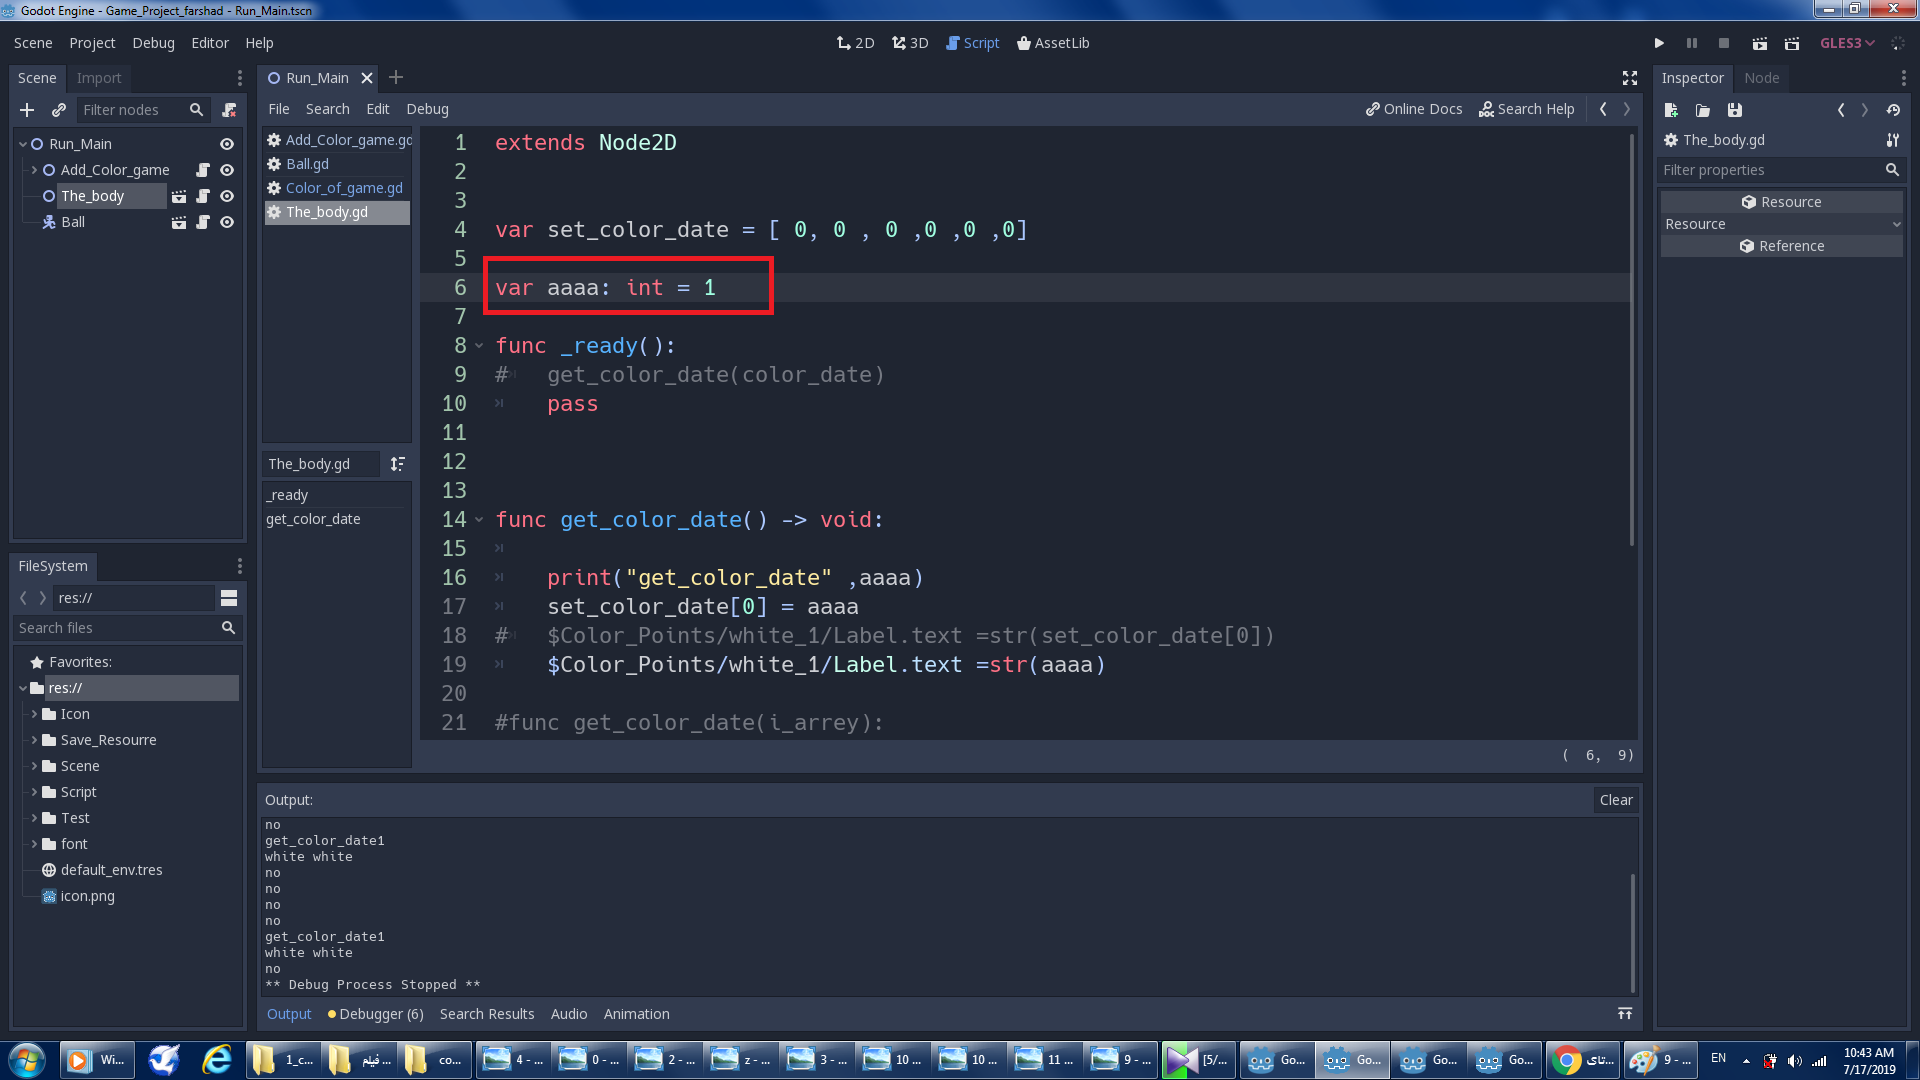 Godot Engine - Game_Project_farshad - Run_Main.tscn
Scene Project Debug Editor Help
2D 3D Script AssetLib
GLES3
Scene Import
Filter nodes
Run_Main
Add_Color_game
The_body
Ball
FileSystem
res://
Search files
Favorites:
res://
Icon
Save_Resourre
Scene
Script
Test
font
default_env.tres
icon.png
Run_Main
File Search Edit Debug
Online Docs Search Help
Add_Color_game.gd
Ball.gd
Color_of_game.gd
The_body.gd
The_body.gd
_ready
get_color_date
1 extends Node2D
2
3
4 var set_color_date = [ 0, 0 , 0 ,0 ,0 ,0]
5
6 var aaaa: int = 1
7
8 func _ready():
9 # get_color_date(color_date)
10 pass
11
12
13
14 func get_color_date() -> void:
15
16 print("get_color_date" ,aaaa)
17 set_color_date[0] = aaaa
18 # $Color_Points/white_1/Label.text =str(set_color_date[0])
19 $Color_Points/white_1/Label.text =str(aaaa)
20
21 #func get_color_date(i_arrey):
( 6, 9)
Output:
Clear
no
get_color_date1
white white
no
no
no
no
get_color_date1
white white
no
** Debug Process Stopped **
Output Debugger (6) Search Results Audio Animation
Inspector Node
The_body.gd
Filter properties
Resource
Resource
Reference
Wi... 1_c... فیلم... co... 4 - ... 0 - ... 2 - ... z - ... 3 - ... 10 ... 10 ... 11 ... 9 - ... [5/... Go... Go... Go... Go... تای... 9 - ...
EN
10:43 AM
7/17/2019